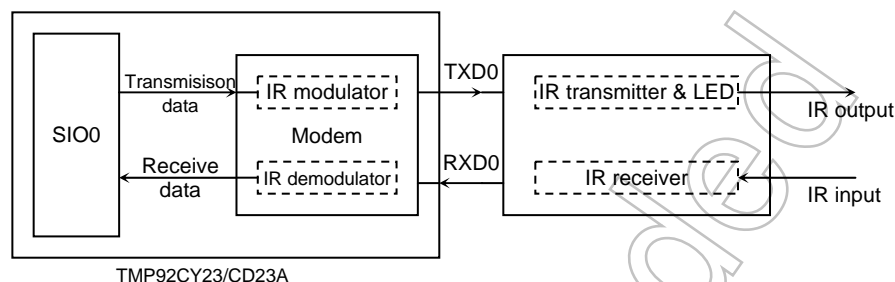 Transmisison
data
SIO0
IR modulator
Modem
Receive
data
IR demodulator
TXD0
RXD0
IR transmitter & LED
IR output
IR receiver
IR input
TMP92CY23/CD23A
ded